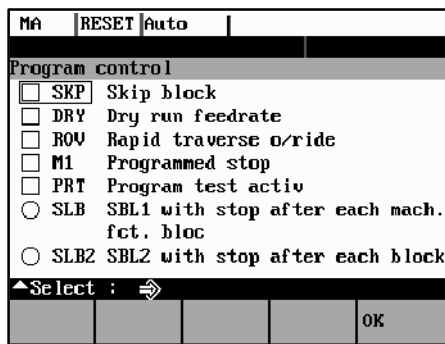 MA RESET Auto
Program control
SKP Skip block
DRY Dry run feedrate
ROV Rapid traverse o/ride
M1 Programmed stop
PRT Program test activ
SLB SBL1 with stop after each mach.
fct. bloc
SLB2 SBL2 with stop after each block
Select :
OK